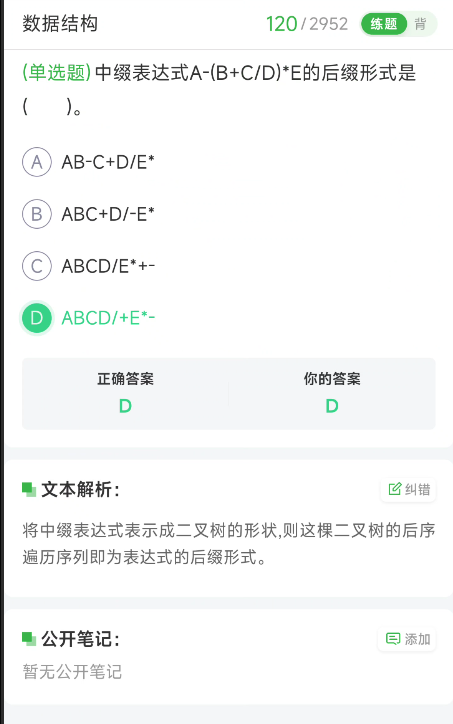 数据结构 120/2952 练题 背
(单选题)中缀表达式A-(B+C/D)*E的后缀形式是
(  )。
A AB-C+D/E*
B ABC+D/-E*
C ABCD/E*+-
D ABCD/+E*-
正确答案 你的答案
D D
文本解析: 纠错
将中缀表达式表示成二叉树的形状,则这棵二叉树的后序
遍历序列即为表达式的后缀形式。
公开笔记: 添加
暂无公开笔记